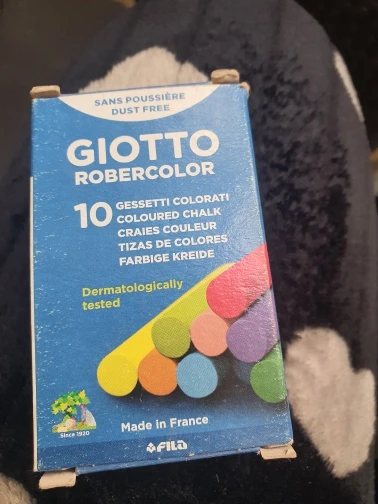 SANS POUSSIÈRE
DUST FREE
GIOTTO
ROBERCOLOR
10 GESSETTI COLORATI
COLOURED CHALK
CRAIES COULEUR
TIZAS DE COLORES
FARBIGE KREIDE
Dermatologically
tested
Since 1920
Made in France
FILA